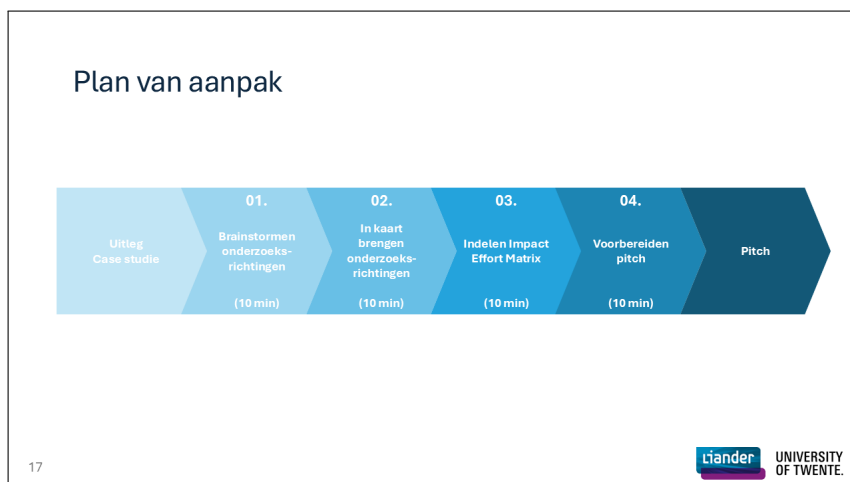 Plan van aanpak
Uitleg
Case studie
01.
Brainstormen
onderzoeks-
richtingen
(10 min)
02.
In kaart
brengen
onderzoeks-
richtingen
(10 min)
03.
Indelen Impact
Effort Matrix
(10 min)
04.
Voorbereiden
pitch
(10 min)
Pitch
17
Liander
UNIVERSITY
OF TWENTE.